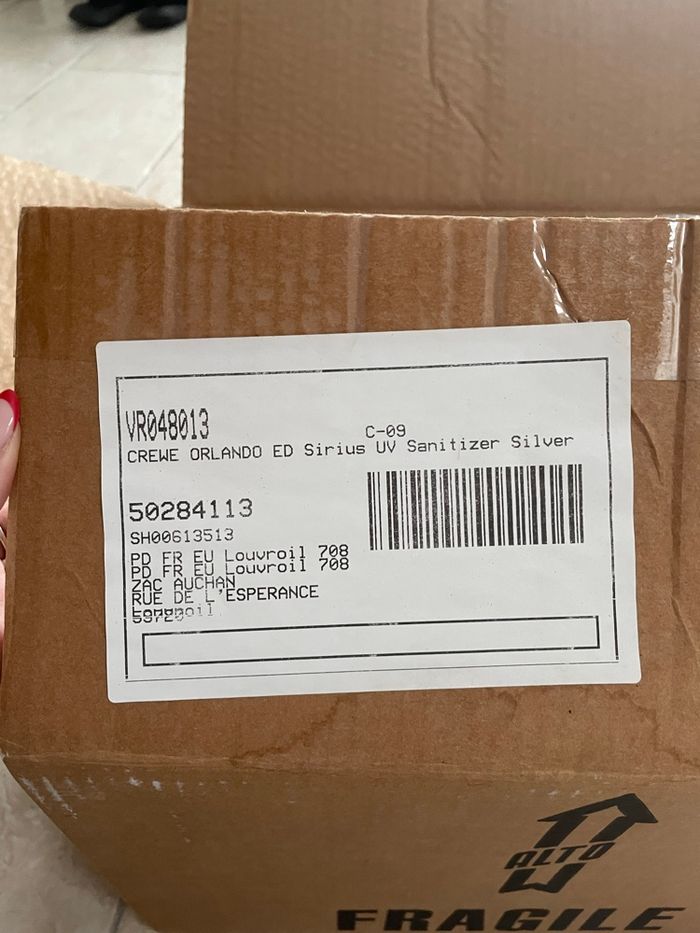 VR048013
C-09
CREWE ORLANDO ED Sirius UV Sanitizer Silver
50284113
SH00613513
PD FR EU Louvroil 708
PD FR EU Louvroil 708
ZAC AUCHAN
RUE DE L'ESPERANCE
ALTO
FRAGILE